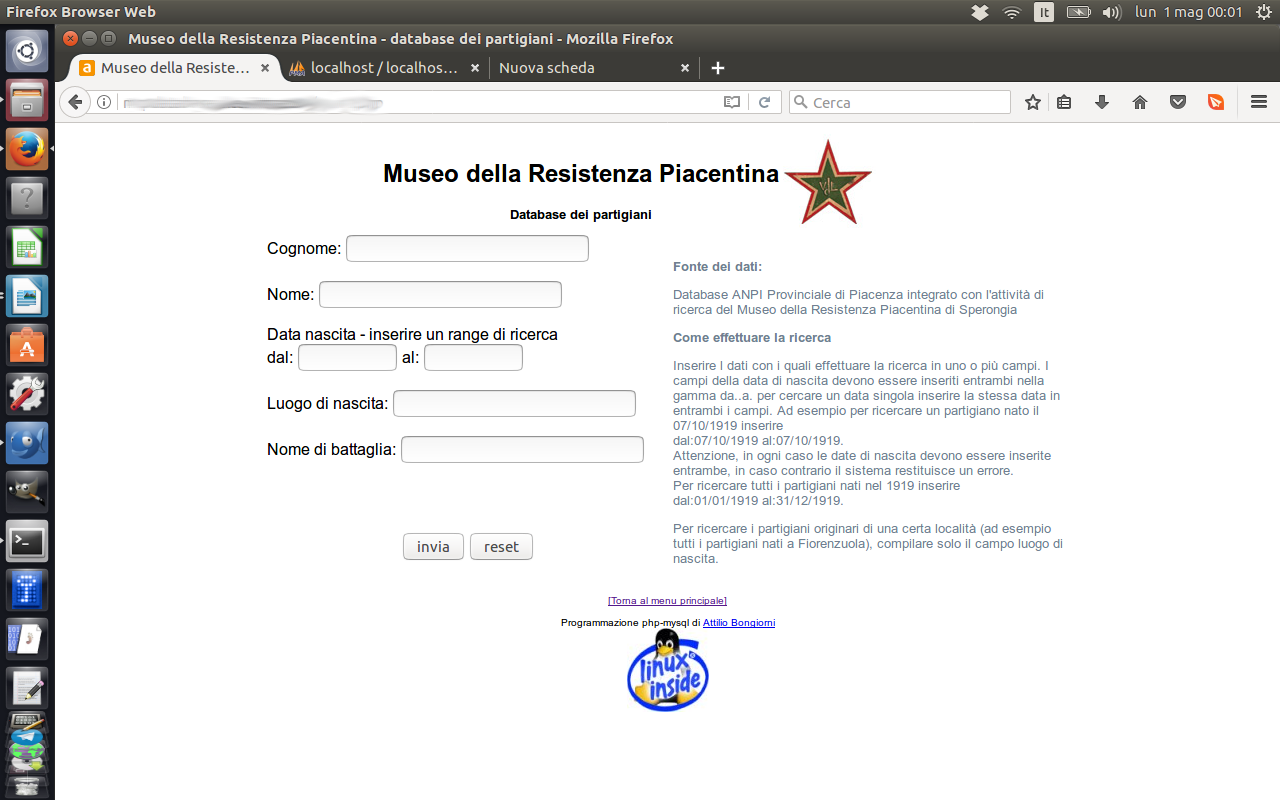 Firefox Browser Web
It
lun 1 mag 00:01
Museo della Resistenza Piacentina - database dei partigiani - Mozilla Firefox
a Museo della Resiste… × localhost / localhos… × Nuova scheda ×
Cerca
Museo della Resistenza Piacentina
Database dei partigiani
Cognome:
Nome:
Data nascita - inserire un range di ricerca
dal: al:
Luogo di nascita:
Nome di battaglia:
invia reset
Fonte dei dati:
Database ANPI Provinciale di Piacenza integrato con l'attività di
ricerca del Museo della Resistenza Piacentina di Sperongia
Come effettuare la ricerca
Inserire I dati con i quali effettuare la ricerca in uno o più campi. I
campi della data di nascita devono essere inseriti entrambi nella
gamma da..a. per cercare un data singola inserire la stessa data in
entrambi i campi. Ad esempio per ricercare un partigiano nato il
07/10/1919 inserire
dal:07/10/1919 al:07/10/1919.
Attenzione, in ogni caso le date di nascita devono essere inserite
entrambe, in caso contrario il sistema restituisce un errore.
Per ricercare tutti i partigiani nati nel 1919 inserire
dal:01/01/1919 al:31/12/1919.
Per ricercare i partigiani originari di una certa località (ad esempio
tutti i partigiani nati a Fiorenzuola), compilare solo il campo luogo di
nascita.
[Torna al menu principale]
Programmazione php-mysql di Attilio Bongiorni
linux
inside